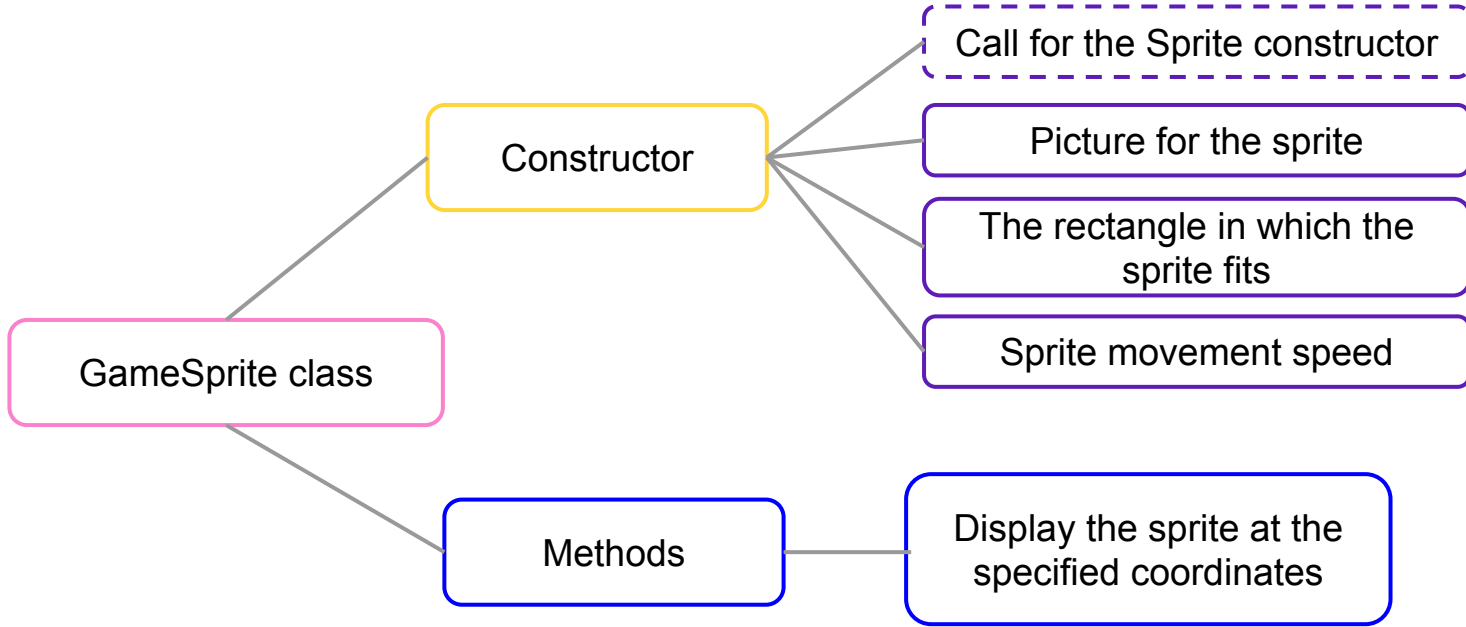 Call for the Sprite constructor
Picture for the sprite
Constructor
The rectangle in which the
sprite fits
Sprite movement speed
GameSprite class
Methods
Display the sprite at the
specified coordinates